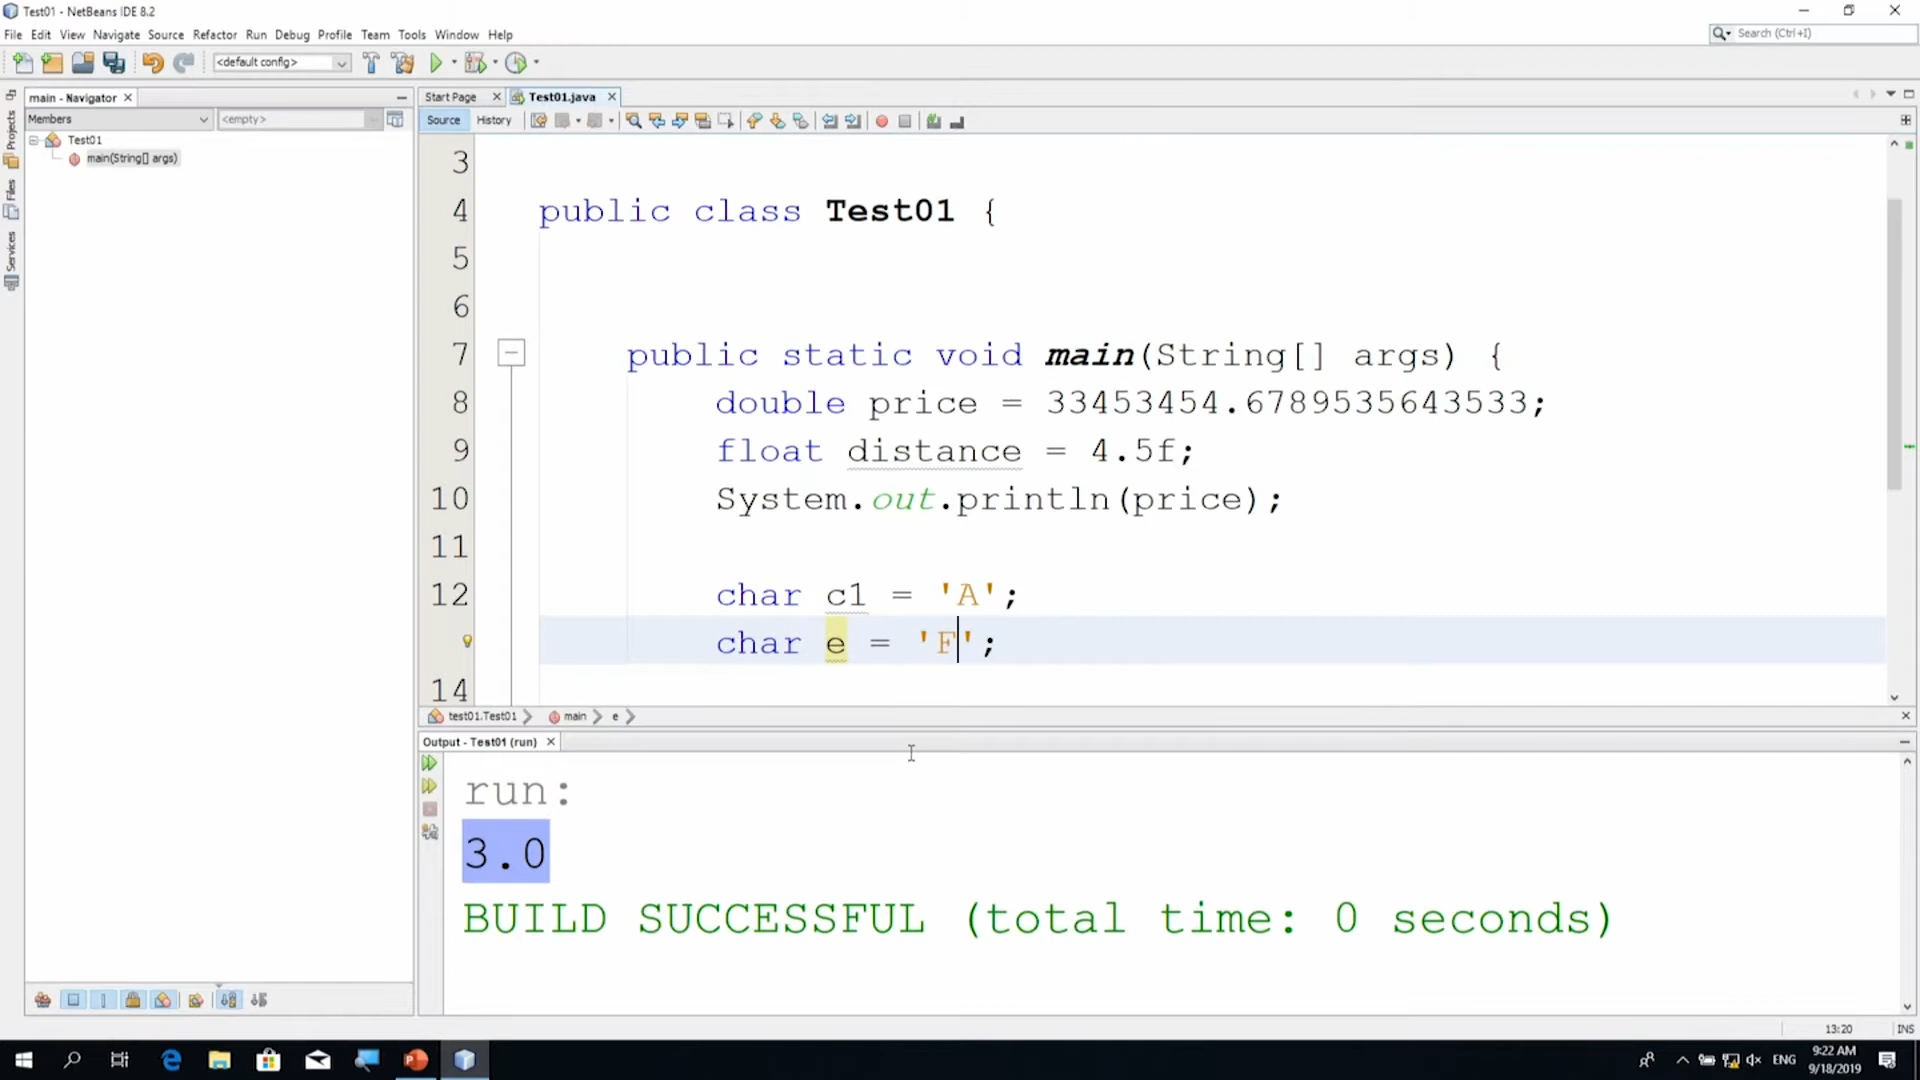 Test01 - NetBeans IDE 8.2
File Edit View Navigate Source Refactor Run Debug Profile Team Tools Window Help
Search (Ctrl+I)
<default config>
main - Navigator
Members
<empty>
Test01
main(String[] args)
Projects
Files
Services
Start Page
Test01.java
Source
History
3
4 public class Test01 {
5
6
7 public static void main(String[] args) {
8 double price = 33453454.6789535643533;
9 float distance = 4.5f;
10 System.out.println(price);
11
12 char c1 = 'A';
char e = 'F';
14
test01.Test01 main e
Output - Test01 (run)
run:
3.0
BUILD SUCCESSFUL (total time: 0 seconds)
13:20 INS
ENG
9:22 AM
9/18/2019